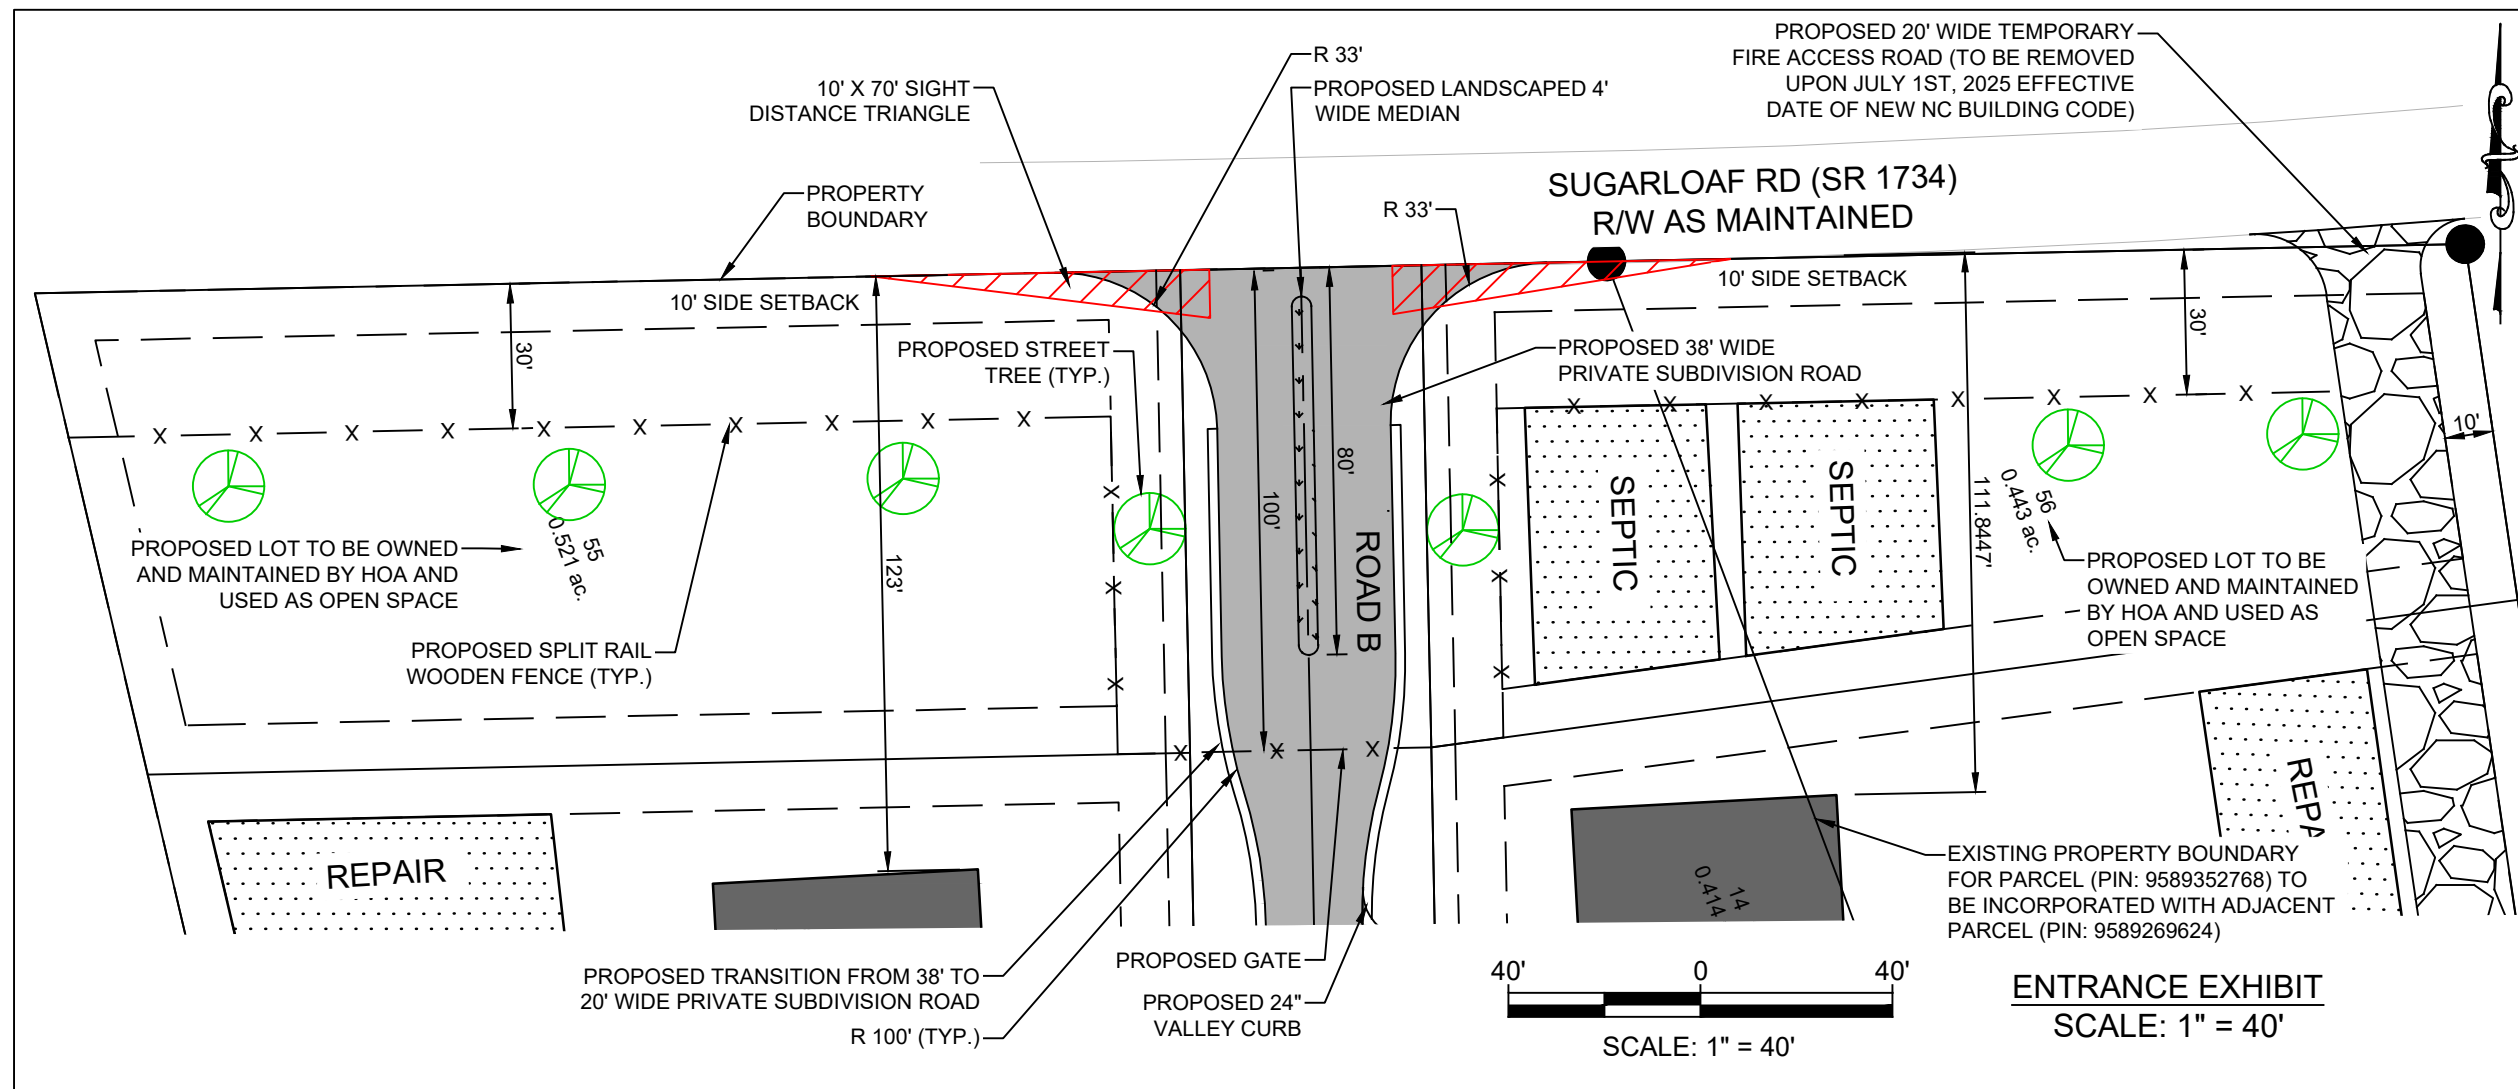 R 33'
PROPOSED LANDSCAPED 4'
WIDE MEDIAN
10' X 70' SIGHT
DISTANCE TRIANGLE
PROPOSED 20' WIDE TEMPORARY
FIRE ACCESS ROAD (TO BE REMOVED
UPON JULY 1ST, 2025 EFFECTIVE
DATE OF NEW NC BUILDING CODE)
PROPERTY
BOUNDARY
R 33'
SUGARLOAF RD (SR 1734)
R/W AS MAINTAINED
10' SIDE SETBACK
10' SIDE SETBACK
30'
30'
PROPOSED STREET
TREE (TYP.)
PROPOSED 38' WIDE
PRIVATE SUBDIVISION ROAD
10'
80'
100'
123'
111.8447'
ROAD B
SEPTIC
SEPTIC
55
0.521 ac.
56
0.443 ac.
PROPOSED LOT TO BE OWNED
AND MAINTAINED BY HOA AND
USED AS OPEN SPACE
PROPOSED LOT TO BE
OWNED AND MAINTAINED
BY HOA AND USED AS
OPEN SPACE
PROPOSED SPLIT RAIL
WOODEN FENCE (TYP.)
REPAIR
REPA
14
0.414
EXISTING PROPERTY BOUNDARY
FOR PARCEL (PIN: 9589352768) TO
BE INCORPORATED WITH ADJACENT
PARCEL (PIN: 9589269624)
PROPOSED TRANSITION FROM 38' TO
20' WIDE PRIVATE SUBDIVISION ROAD
R 100' (TYP.)
PROPOSED GATE
PROPOSED 24"
VALLEY CURB
40' 0 40'
SCALE: 1" = 40'
ENTRANCE EXHIBIT
SCALE: 1" = 40'